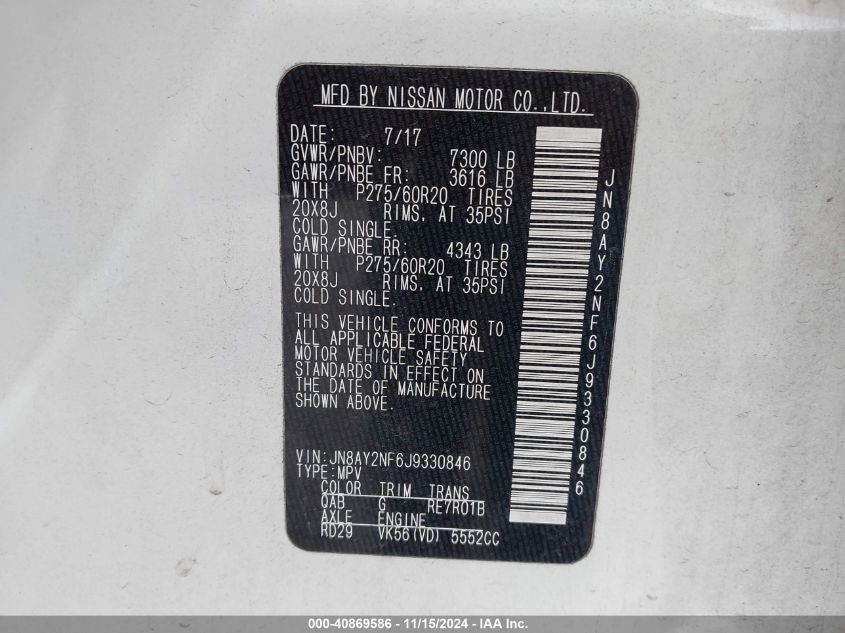 MFD BY NISSAN MOTOR CO.,LTD.
DATE: 7/17
GVWR/PNBV: 7300 LB
GAWR/PNBE FR: 3616 LB
WITH P275/60R20 TIRES
20X8J RIMS, AT 35PSI
COLD SINGLE.
GAWR/PNBE RR: 4343 LB
WITH P275/60R20 TIRES
20X8J RIMS, AT 35PSI
COLD SINGLE.
THIS VEHICLE CONFORMS TO
ALL APPLICABLE FEDERAL
MOTOR VEHICLE SAFETY
STANDARDS IN EFFECT ON
THE DATE OF MANUFACTURE
SHOWN ABOVE.
VIN:JN8AY2NF6J9330846
TYPE:MPV
COLOR TRIM TRANS
QAB G RE7R01B
AXLE ENGINE
RD29 VK56(VD) 5552CC
JN8AY2NF6J9330846
000-40869586 - 11/15/2024 - IAA Inc.